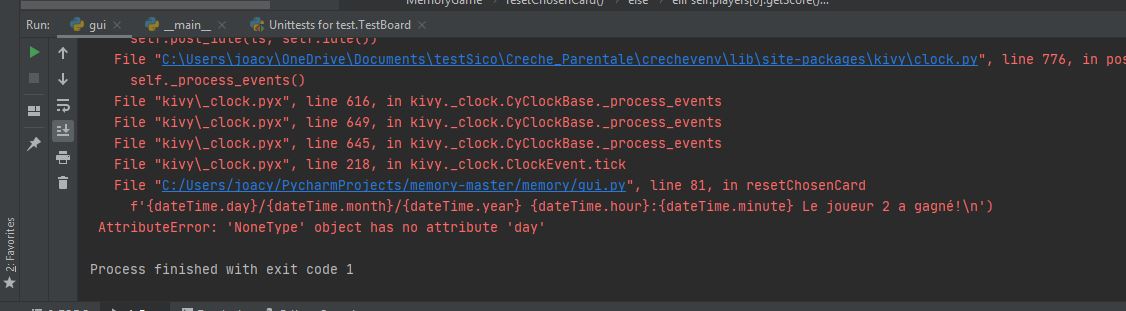 MemoryGame › resetChosenCard() › else › elif self.players[0].getScore()...
Run: gui × __main__ × Unittests for test.TestBoard ×
self.post_idle(ts, self.idle())
File "C:\Users\joacy\OneDrive\Documents\testSico\Creche_Parentale\crechevenv\lib\site-packages\kivy\clock.py", line 776, in pos
self._process_events()
File "kivy\_clock.pyx", line 616, in kivy._clock.CyClockBase._process_events
File "kivy\_clock.pyx", line 649, in kivy._clock.CyClockBase._process_events
File "kivy\_clock.pyx", line 645, in kivy._clock.CyClockBase._process_events
File "kivy\_clock.pyx", line 218, in kivy._clock.ClockEvent.tick
File "C:/Users/joacy/PycharmProjects/memory-master/memory/gui.py", line 81, in resetChosenCard
f'{dateTime.day}/{dateTime.month}/{dateTime.year} {dateTime.hour}:{dateTime.minute} Le joueur 2 a gagné!\n')
AttributeError: 'NoneType' object has no attribute 'day'
Process finished with exit code 1
2: Favorites